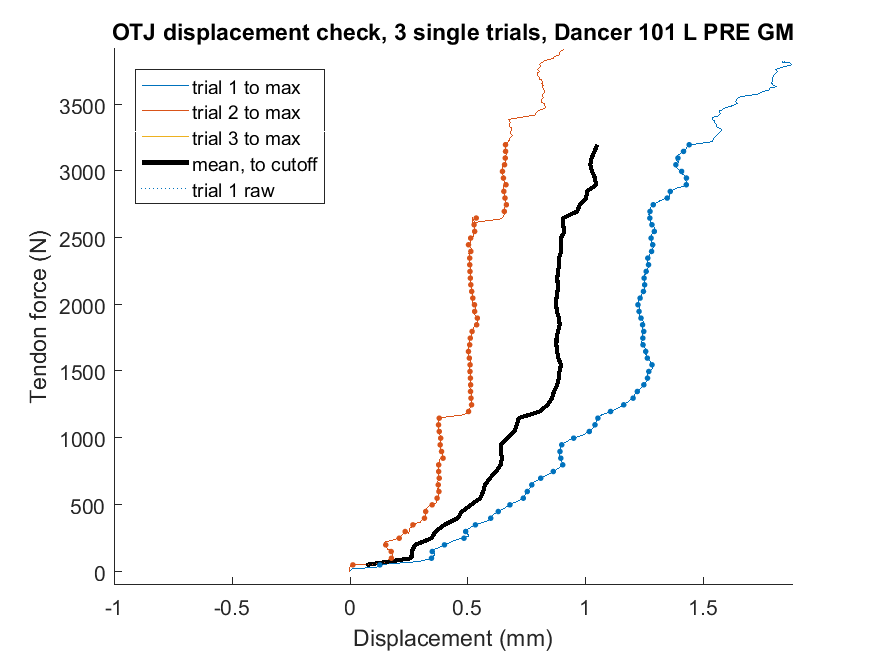 OTJ displacement check, 3 single trials, Dancer 101 L PRE GM
trial 1 to max
trial 2 to max
trial 3 to max
mean, to cutoff
trial 1 raw
3500
3000
2500
2000
1500
1000
500
0
Tendon force (N)
-1
-0.5
0
0.5
1
1.5
Displacement (mm)